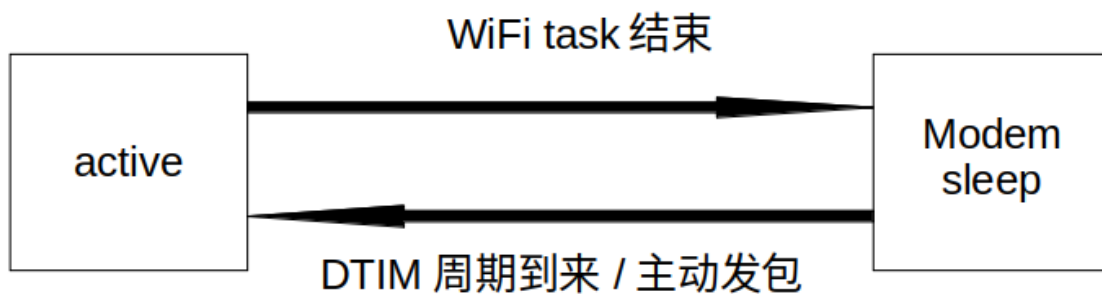 WiFi task 结束
active
Modem
sleep
DTIM 周期到来 / 主动发包